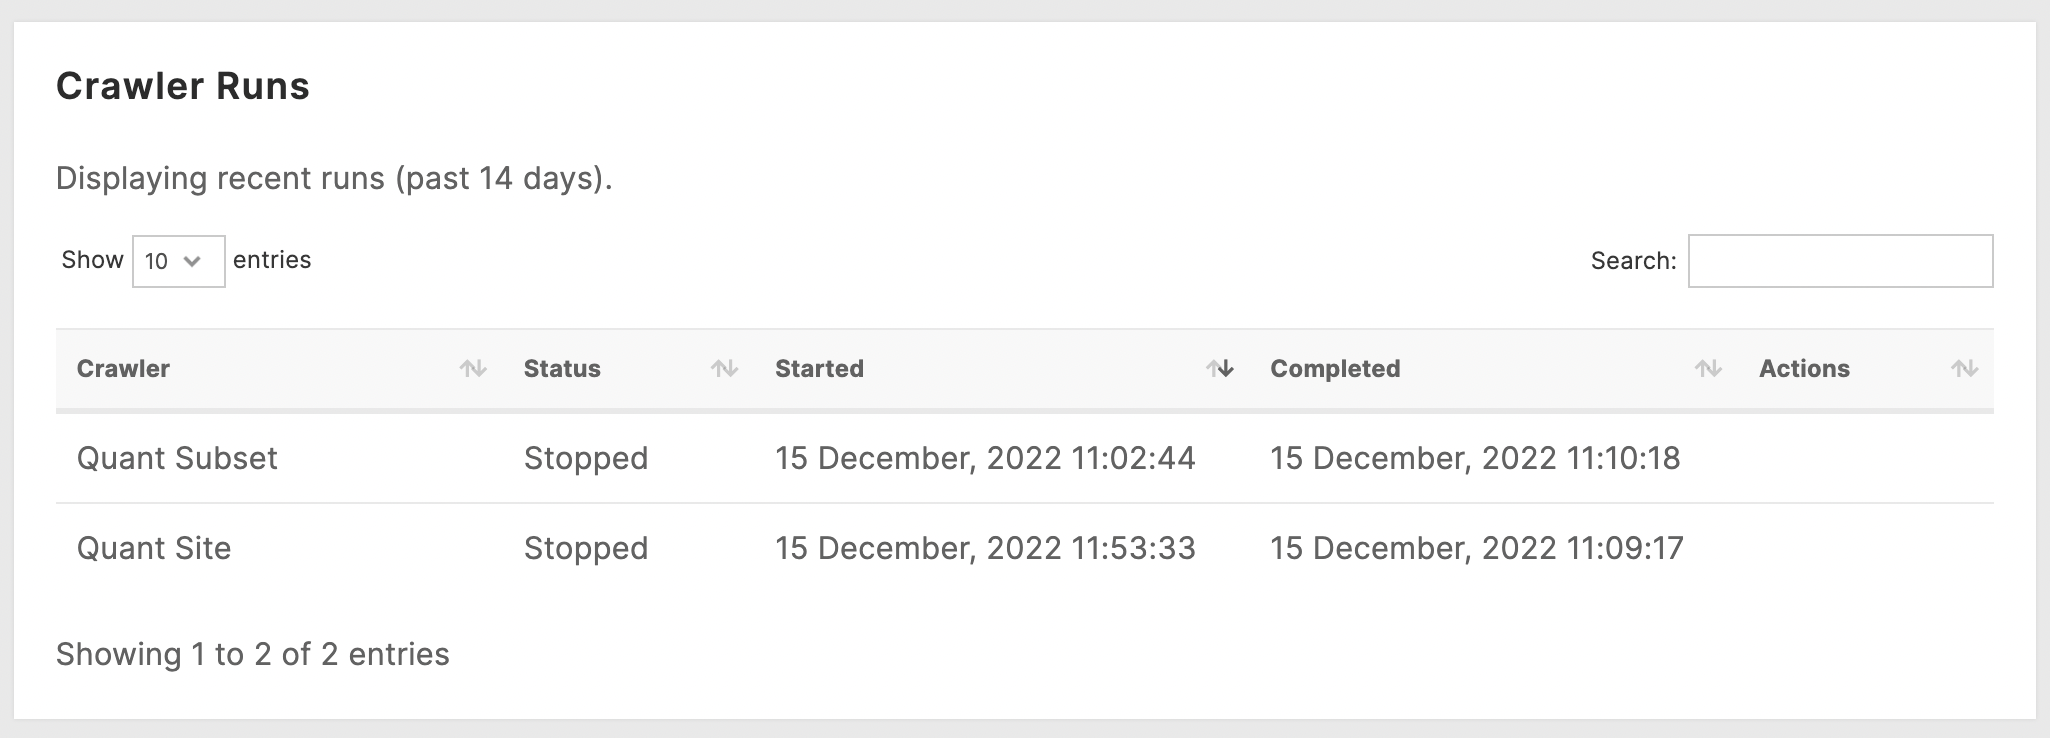 Crawler Runs
Displaying recent runs (past 14 days).
Show 10 entries Search:
Crawler Status Started Completed Actions
Quant Subset Stopped 15 December, 2022 11:02:44 15 December, 2022 11:10:18
Quant Site Stopped 15 December, 2022 11:53:33 15 December, 2022 11:09:17
Showing 1 to 2 of 2 entries